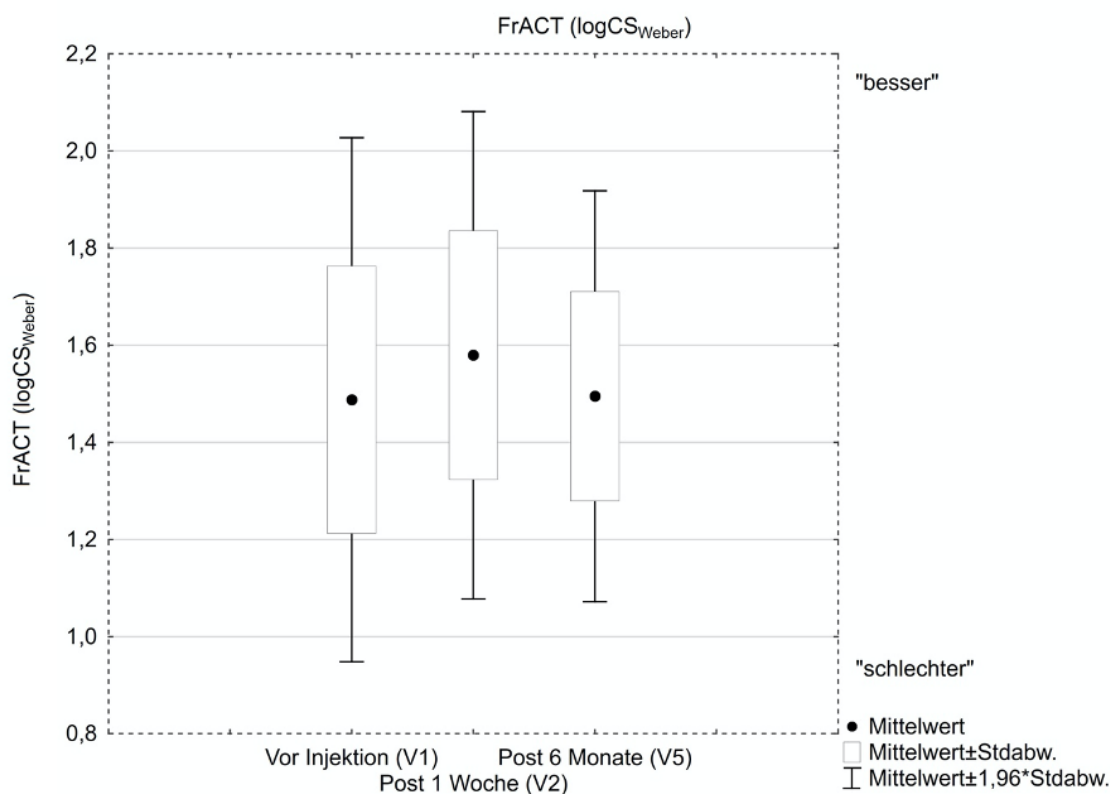 FrACT (logCSWeber)
2,2
"besser"
2,0
1,8
1,6
FrACT (logCSWeber)
1,4
1,2
1,0
"schlechter"
0,8
Mittelwert
Vor Injektion (V1) Post 6 Monate (V5)
Mittelwert±Stdabw.
Post 1 Woche (V2)
Mittelwert±1,96*Stdabw.